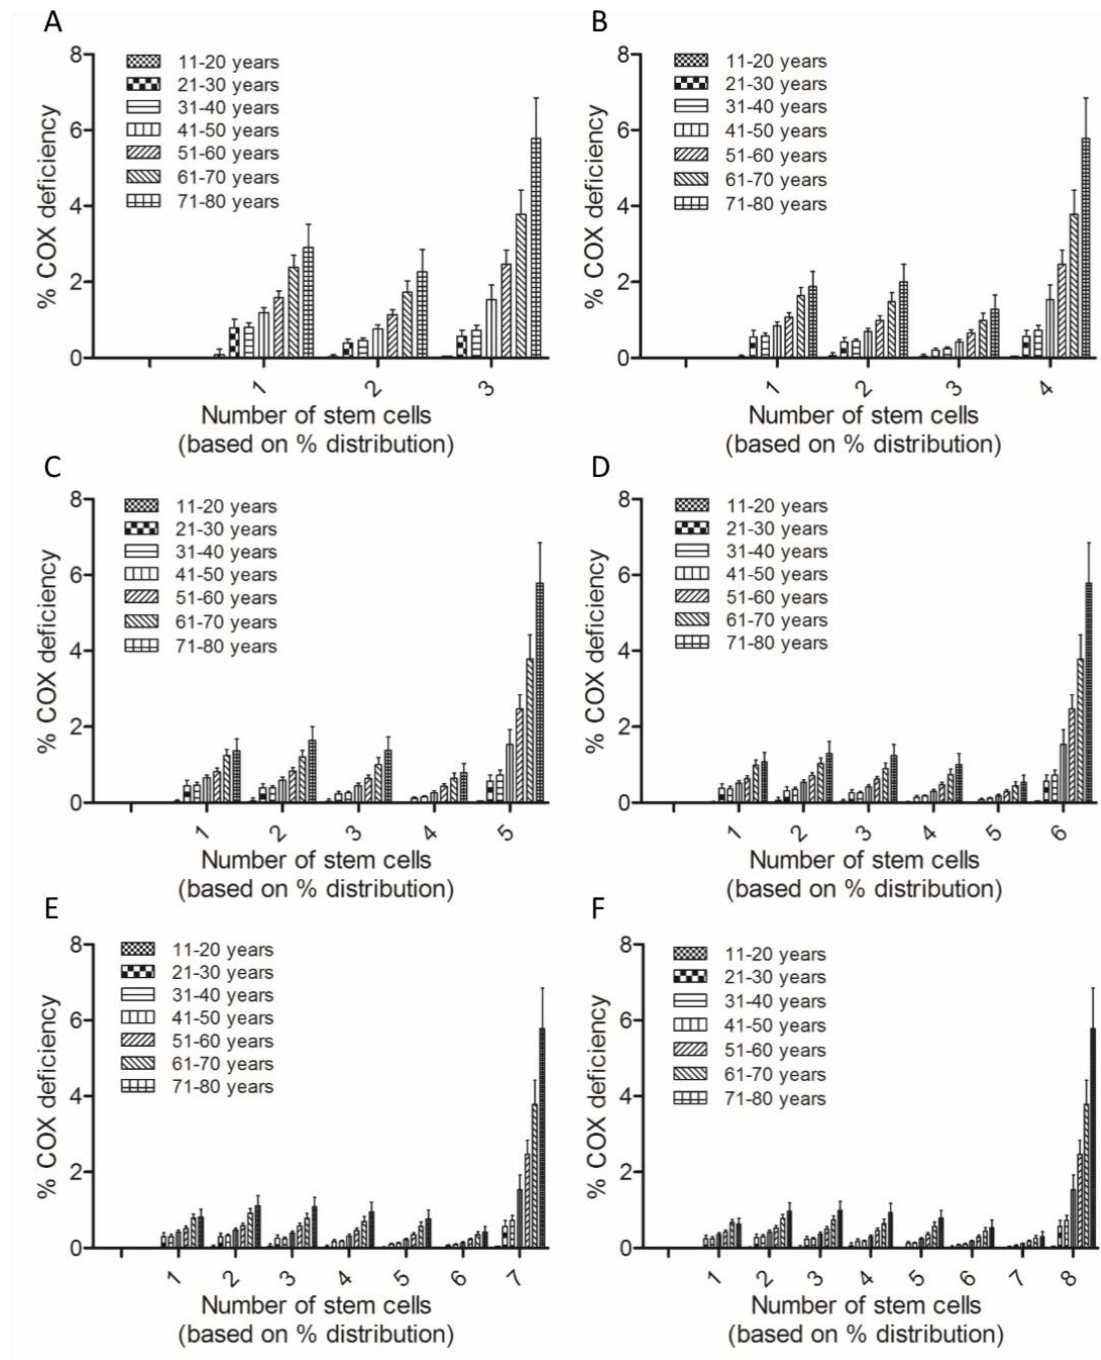 A
8
6
4
2
0
% COX deficiency
11-20 years
21-30 years
31-40 years
41-50 years
51-60 years
61-70 years
71-80 years
1 2 3
Number of stem cells
(based on % distribution)
B
8
6
4
2
0
% COX deficiency
11-20 years
21-30 years
31-40 years
41-50 years
51-60 years
61-70 years
71-80 years
1 2 3 4
Number of stem cells
(based on % distribution)
C
8
6
4
2
0
% COX deficiency
11-20 years
21-30 years
31-40 years
41-50 years
51-60 years
61-70 years
71-80 years
1 2 3 4 5
Number of stem cells
(based on % distribution)
D
8
6
4
2
0
% COX deficiency
11-20 years
21-30 years
31-40 years
41-50 years
51-60 years
61-70 years
71-80 years
1 2 3 4 5 6
Number of stem cells
(based on % distribution)
E
8
6
4
2
0
% COX deficiency
11-20 years
21-30 years
31-40 years
41-50 years
51-60 years
61-70 years
71-80 years
1 2 3 4 5 6 7
Number of stem cells
(based on % distribution)
F
8
6
4
2
0
% COX deficiency
11-20 years
21-30 years
31-40 years
41-50 years
51-60 years
61-70 years
71-80 years
1 2 3 4 5 6 7 8
Number of stem cells
(based on % distribution)